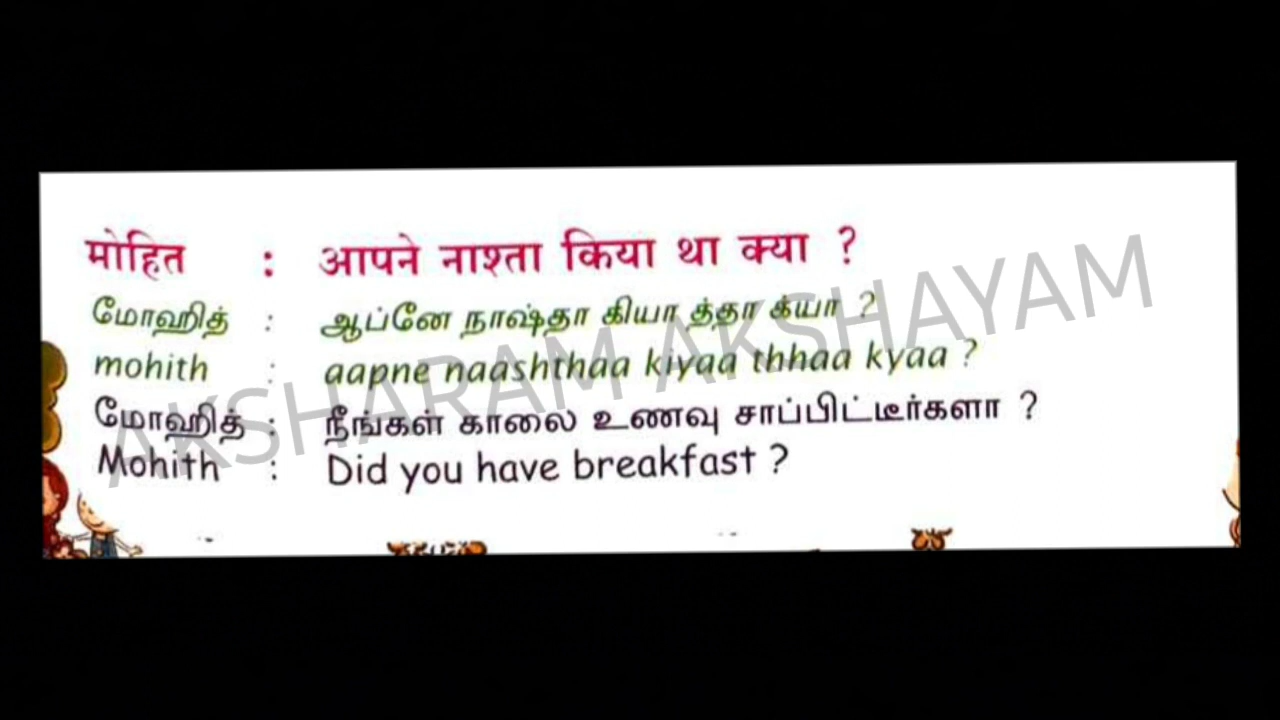 मोहित : आपने नाश्ता किया था क्या ?
மோஹித் : ஆப்னே நாஷ்தா கியா த்தா க்யா ?
mohith : aapne naashthaa kiyaa thhaa kyaa ?
மோஹித் : நீங்கள் காலை உணவு சாப்பிட்டீர்களா ?
Mohith : Did you have breakfast ?
AKSHARAM AKSHAYAM